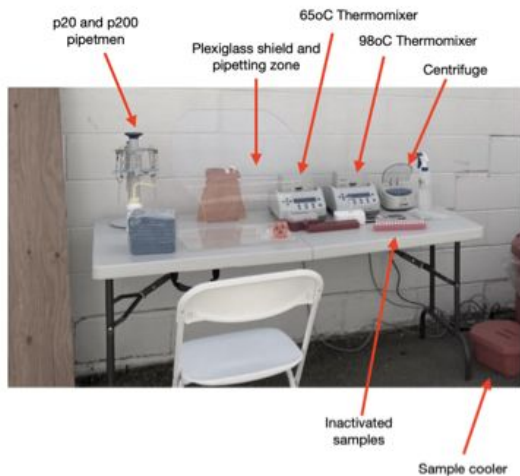 p20 and p200
pipetmen
Plexiglass shield and
pipetting zone
65oC Thermomixer
98oC Thermomixer
Centrifuge
Inactivated
samples
Sample cooler